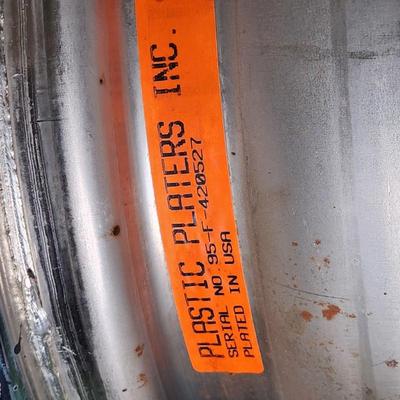 PLASTIC PLATERS INC.
SERIAL NO 95-F-420527
PLATED IN USA